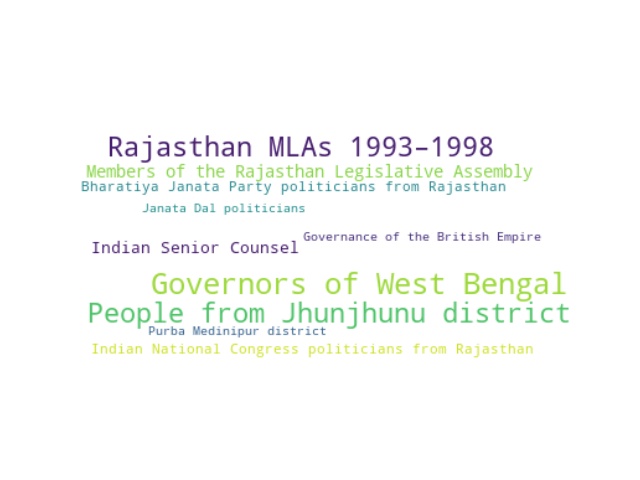 Rajasthan MLAs 1993–1998
Members of the Rajasthan Legislative Assembly
Bharatiya Janata Party politicians from Rajasthan
Janata Dal politicians
Governance of the British Empire
Indian Senior Counsel
Governors of West Bengal
People from Jhunjhunu district
Purba Medinipur district
Indian National Congress politicians from Rajasthan